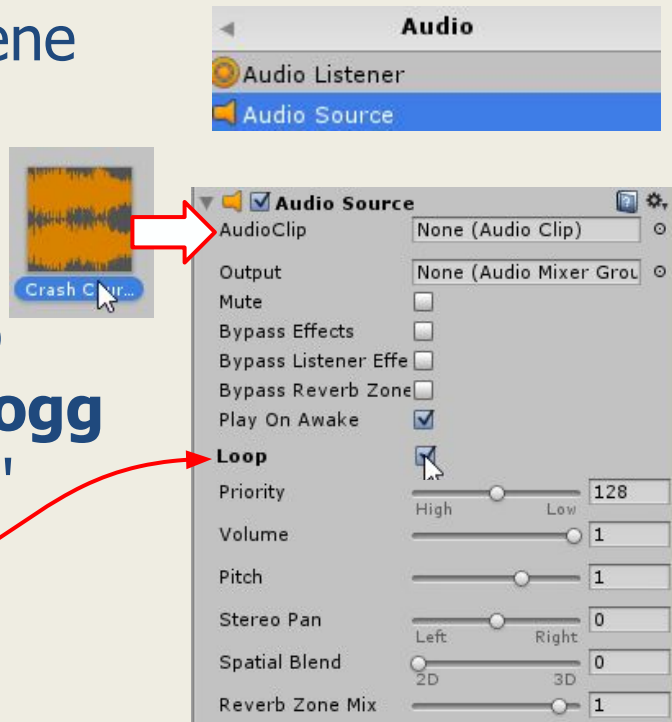 ene
Audio
Audio Listener
Audio Source
Crash C
ogg
Audio Source
AudioClip None (Audio Clip)
Output None (Audio Mixer Grou
Mute
Bypass Effects
Bypass Listener Effe
Bypass Reverb Zone
Play On Awake
Loop
Priority 128
High Low
Volume 1
Pitch 1
Stereo Pan 0
Left Right
Spatial Blend 0
2D 3D
Reverb Zone Mix 1